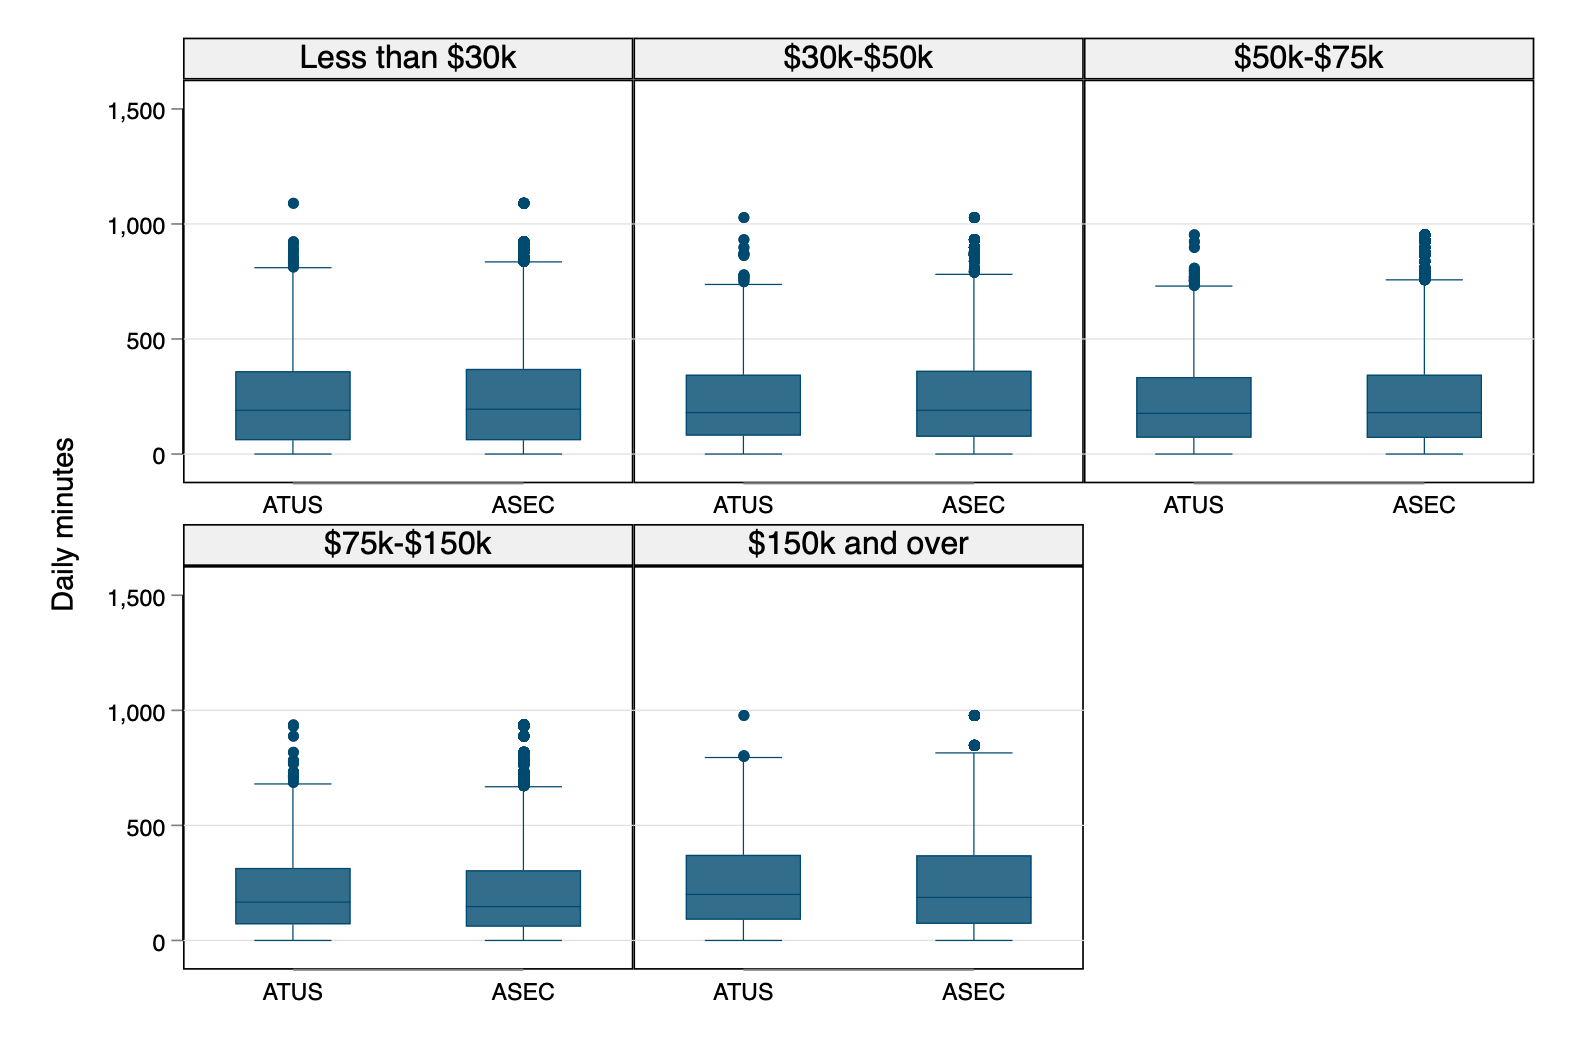 Daily minutes
Less than $30k
$30k-$50k
$50k-$75k
1,500
1,000
500
0
ATUS ASEC
ATUS ASEC
ATUS ASEC
$75k-$150k
$150k and over
1,500
1,000
500
0
ATUS ASEC
ATUS ASEC